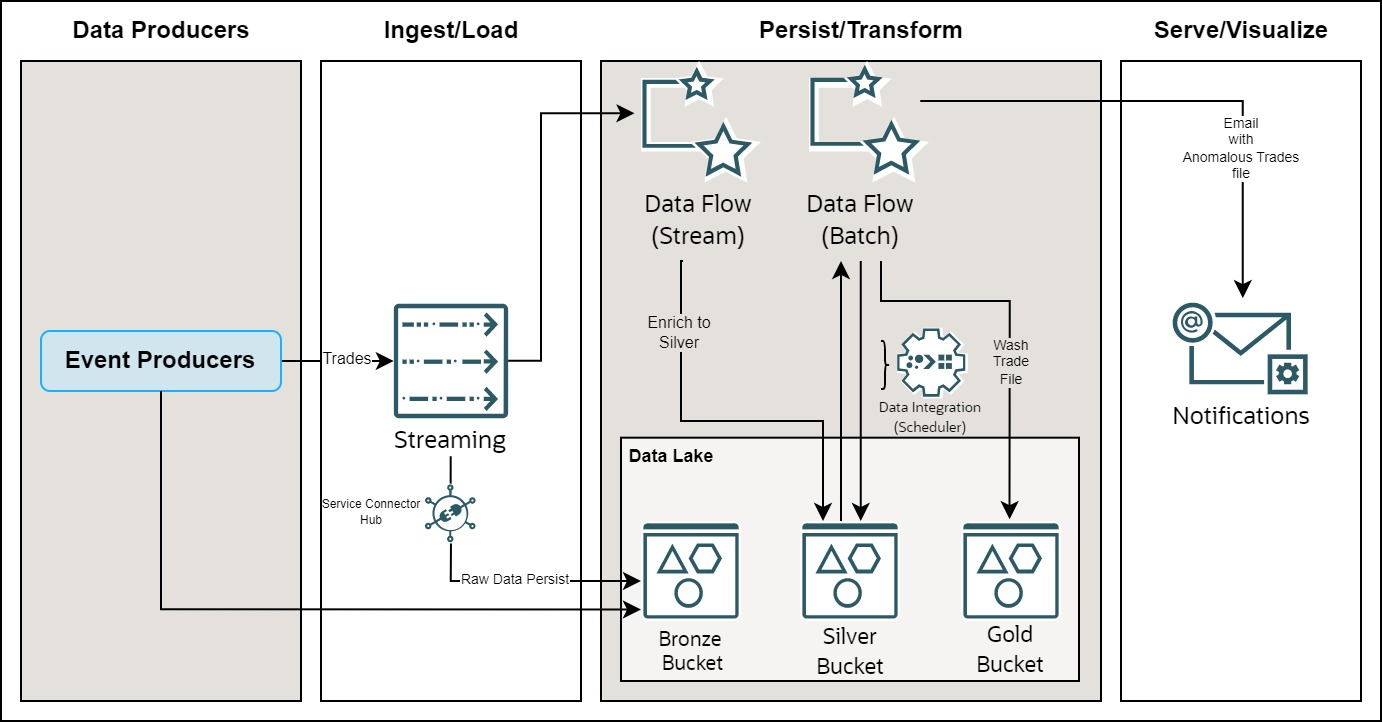 Data Producers
Ingest/Load
Persist/Transform
Serve/Visualize
Event Producers
Trades
Streaming
Service Connector
Hub
Raw Data Persist
Data Flow
(Stream)
Data Flow
(Batch)
Enrich to
Silver
Data Integration
(Scheduler)
Wash
Trade
File
Data Lake
Bronze
Bucket
Silver
Bucket
Gold
Bucket
Email
with
Anomalous Trades
file
@
Notifications